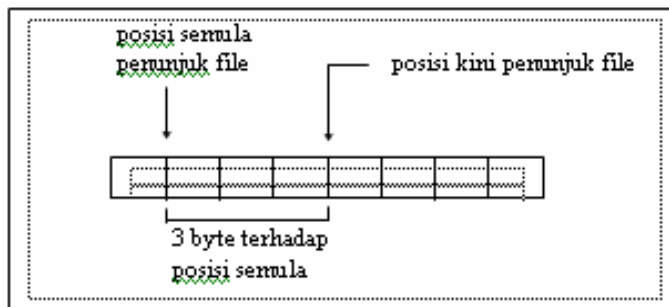 posisi semula
penunjuk file
posisi kini penunjuk file
3 byte terhadap
posisi semula